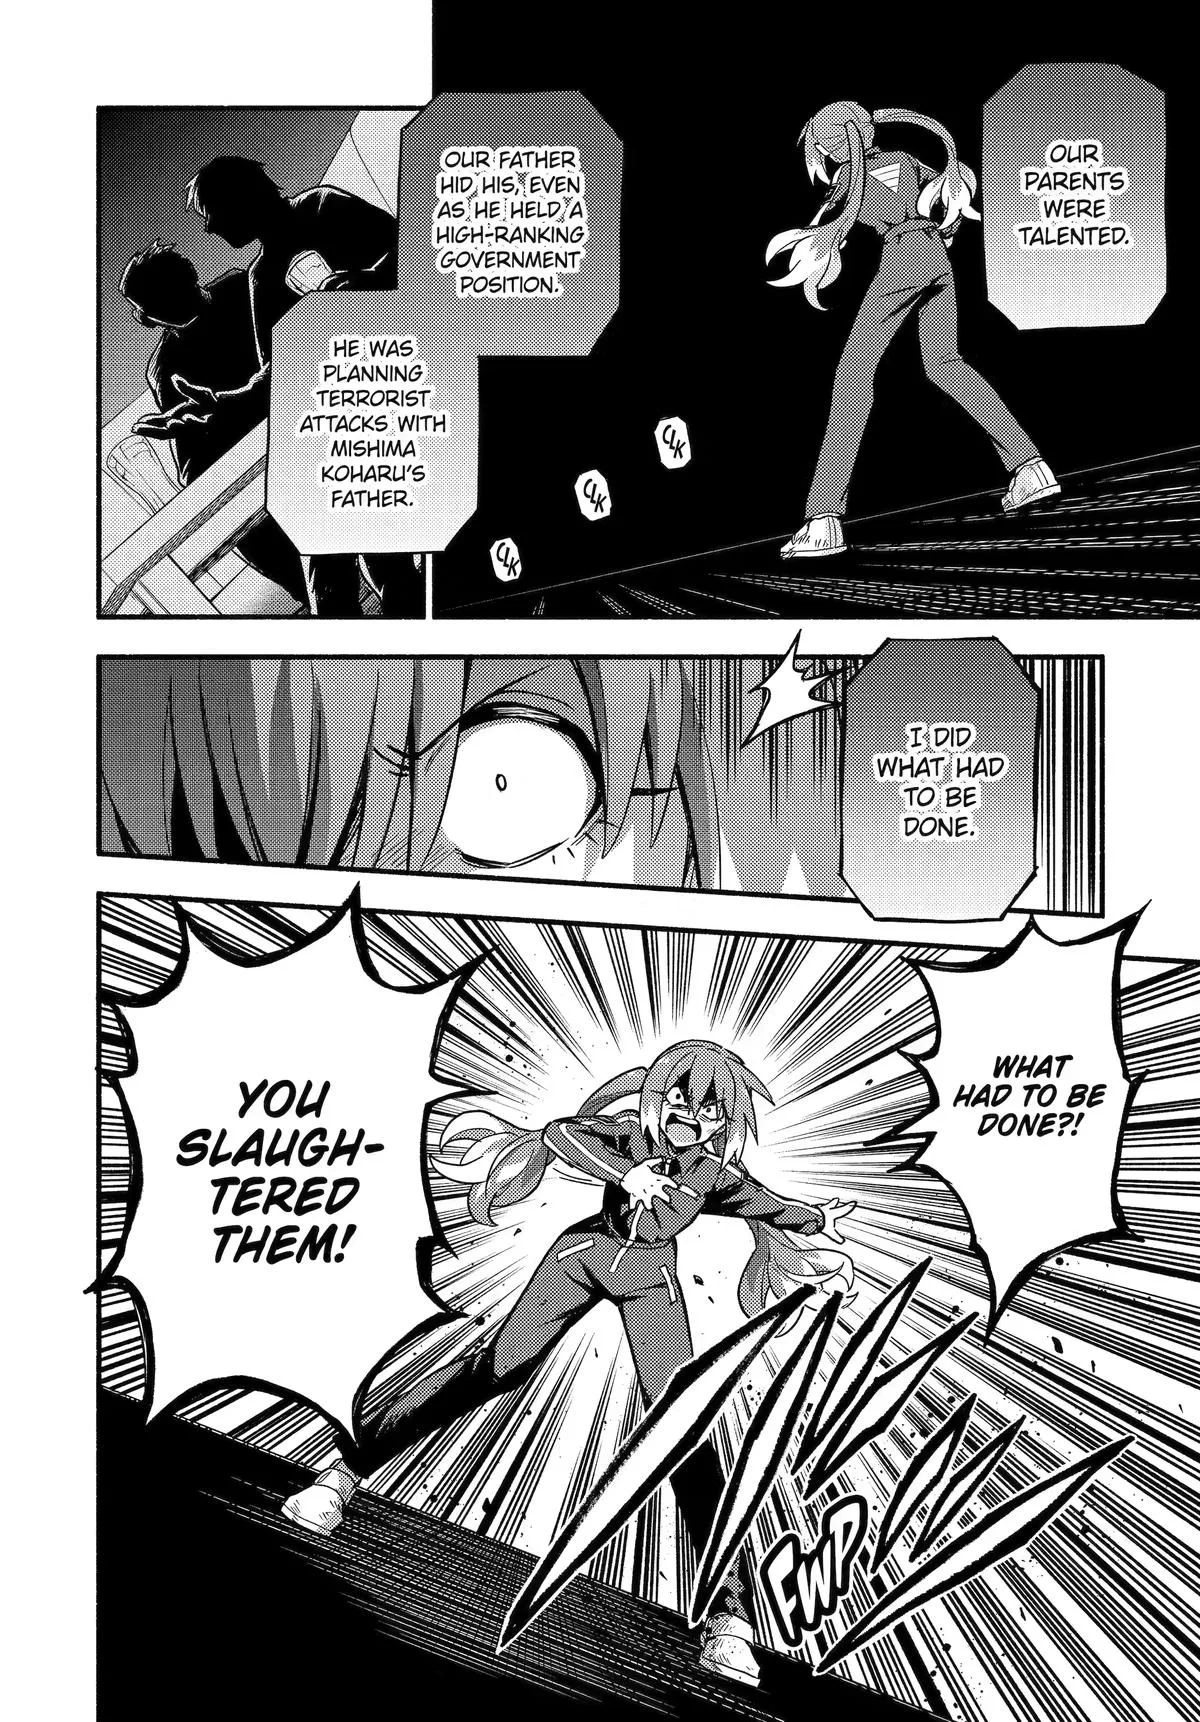 OUR
PARENTS
WERE
TALENTED.
OUR FATHER
HID HIS, EVEN
AS HE HELD A
HIGH-RANKING
GOVERNMENT
POSITION.
HE WAS
PLANNING
TERRORIST
ATTACKS WITH
MISHIMA
KOHARU'S
FATHER.
CLK
CLK
CLK
I DID
WHAT HAD
TO BE
DONE.
WHAT
HAD TO BE
DONE?!
YOU
SLAUGH-
TERED
THEM!
FWP